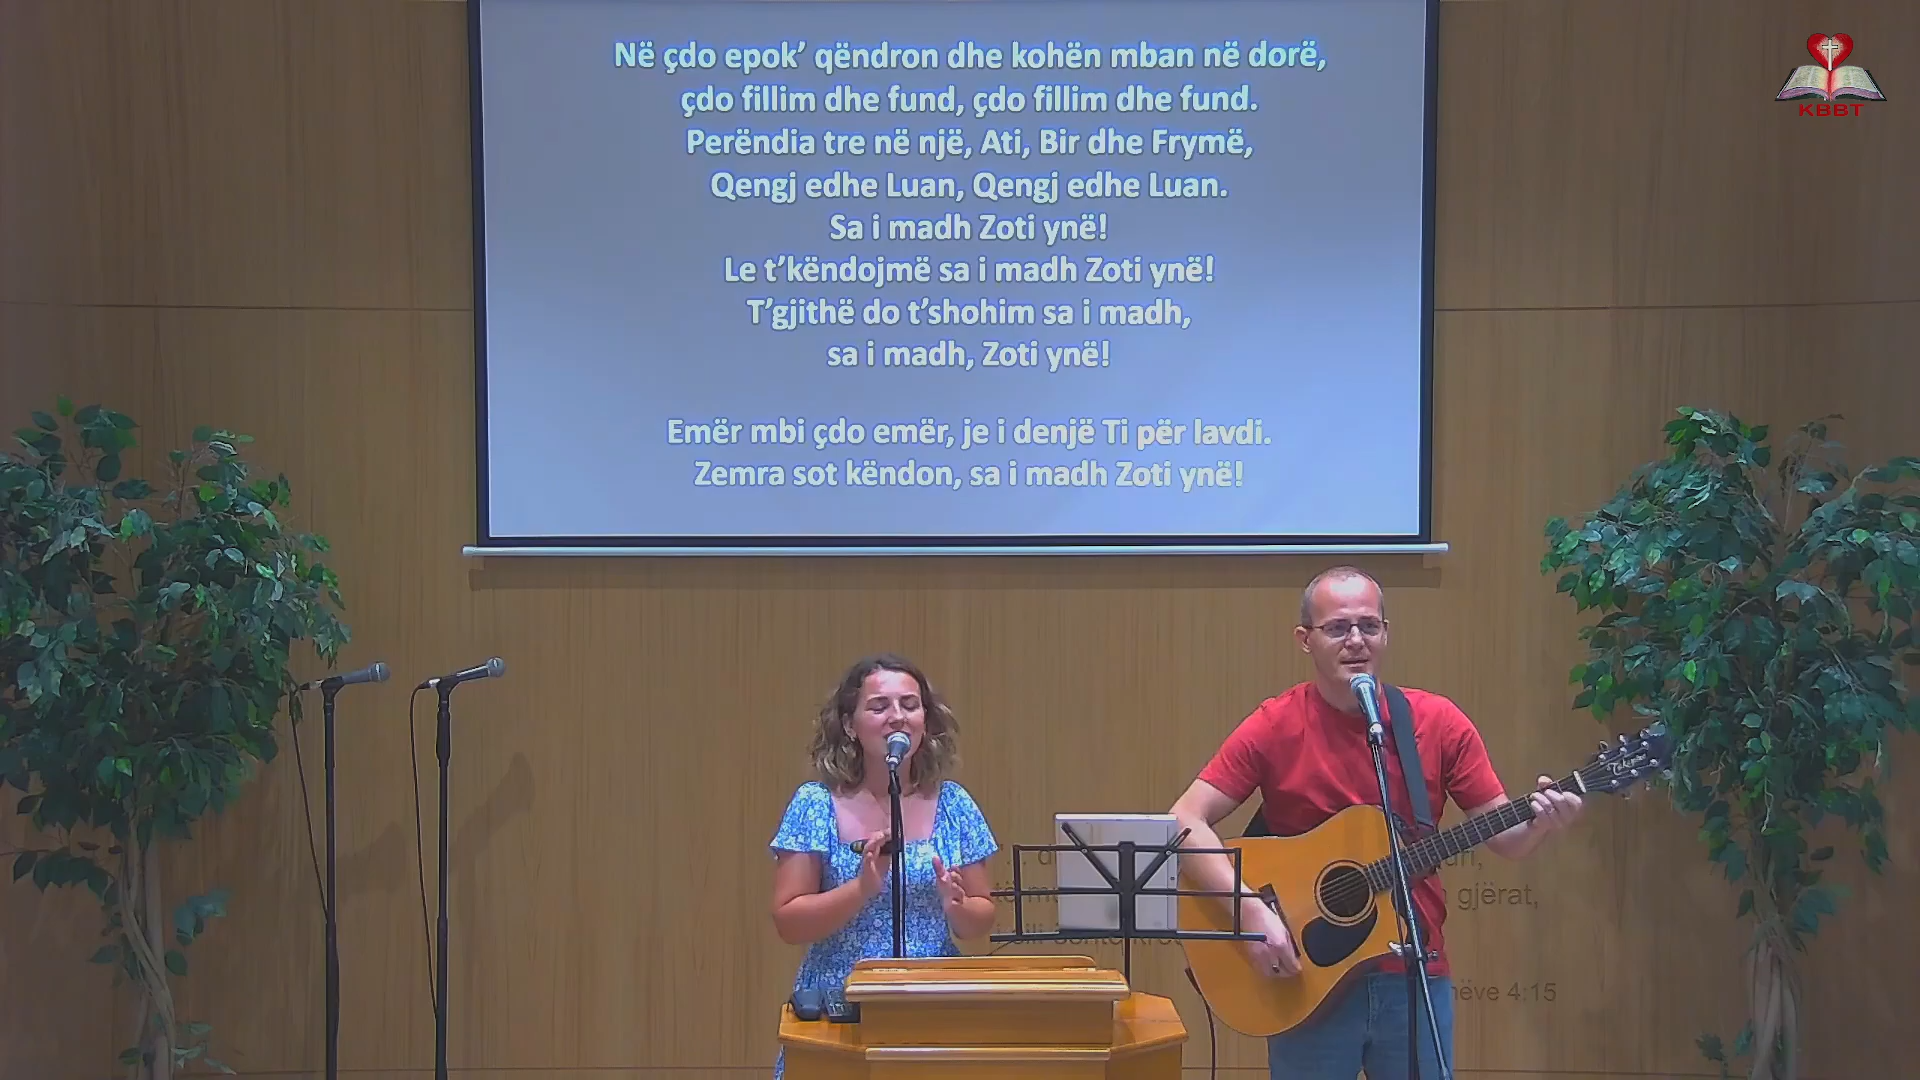 Në çdo epok’ qëndron dhe kohën mban në dorë,
çdo fillim dhe fund, çdo fillim dhe fund.
Perëndia tre në një, Ati, Bir dhe Frymë,
Qengj edhe Luan, Qengj edhe Luan.
Sa i madh Zoti ynë!
Le t’këndojmë sa i madh Zoti ynë!
T’gjithë do t’shohim sa i madh,
sa i madh, Zoti ynë!
Emër mbi çdo emër, je i denjë Ti për lavdi.
Zemra sot këndon, sa i madh Zoti ynë!
KBBT
gjërat,
4:15